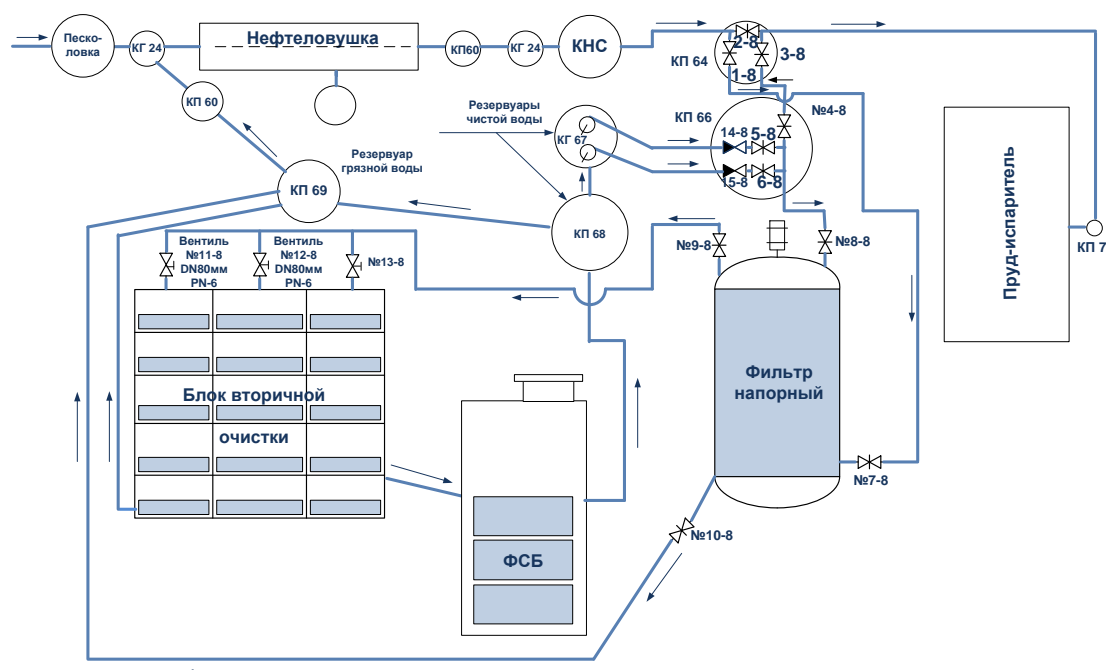 Песко-
ловка
КГ 24
Нефтеловушка
КП60
КГ 24
КНС
2-8
3-8
КП 64
1-8
КП 60
Резервуары
чистой воды
КП 66
№4-8
КГ 67
14-8
5-8
15-8
6-8
Резервуар
грязной воды
КП 69
КП 68
Вентиль
№11-8
DN80мм
PN-6
Вентиль
№12-8
DN80мм
PN-6
№13-8
№9-8
№8-8
Пруд-испаритель
КП 7
Фильтр
напорный
Блок вторичной
очистки
№7-8
№10-8
ФСБ